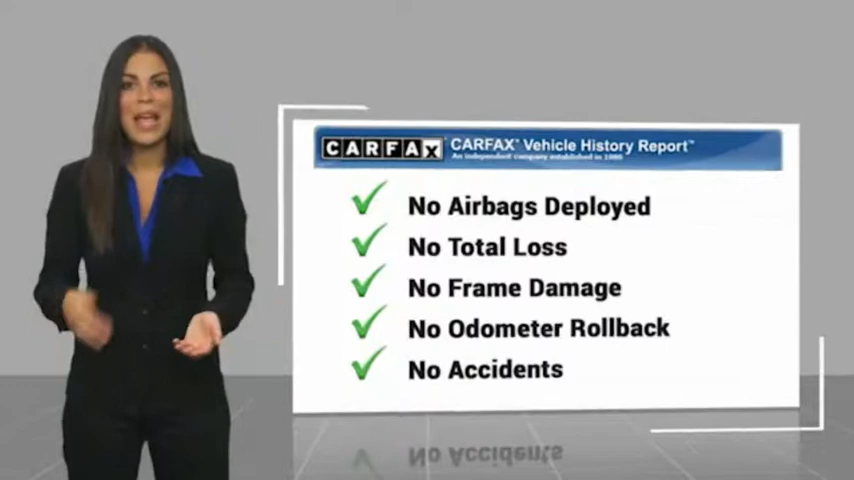 CARFAX CARFAX™ Vehicle History Report™
An independent company established in 1986
No Airbags Deployed
No Total Loss
No Frame Damage
No Odometer Rollback
No Accidents
No Accidents